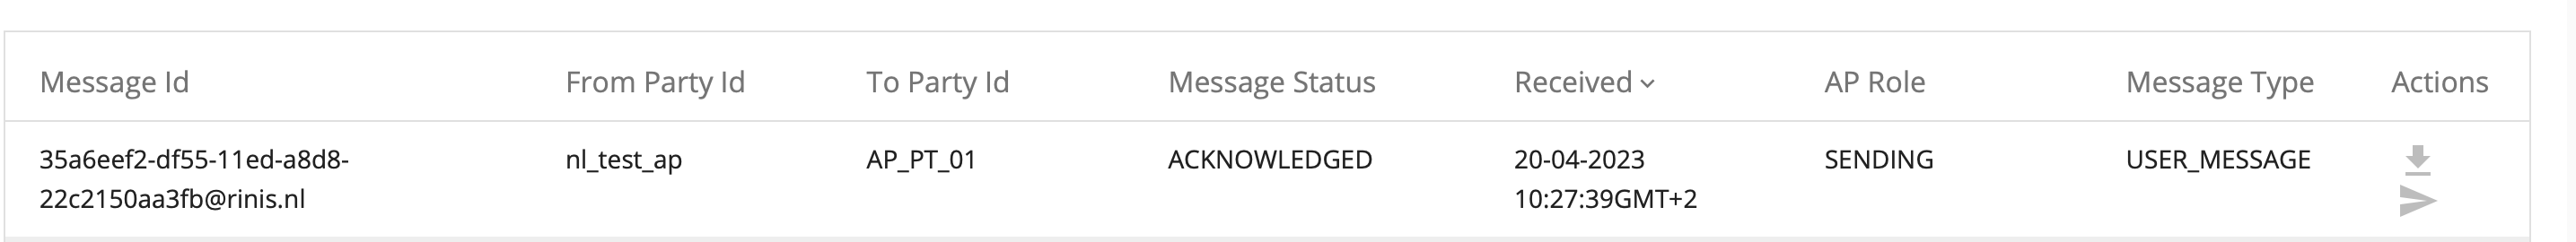 Message Id From Party Id To Party Id Message Status Received AP Role Message Type Actions
35a6eef2-df55-11ed-a8d8- nl_test_ap AP_PT_01 ACKNOWLEDGED 20-04-2023 SENDING USER_MESSAGE
22c2150aa3fb@rinis.nl 10:27:39GMT+2